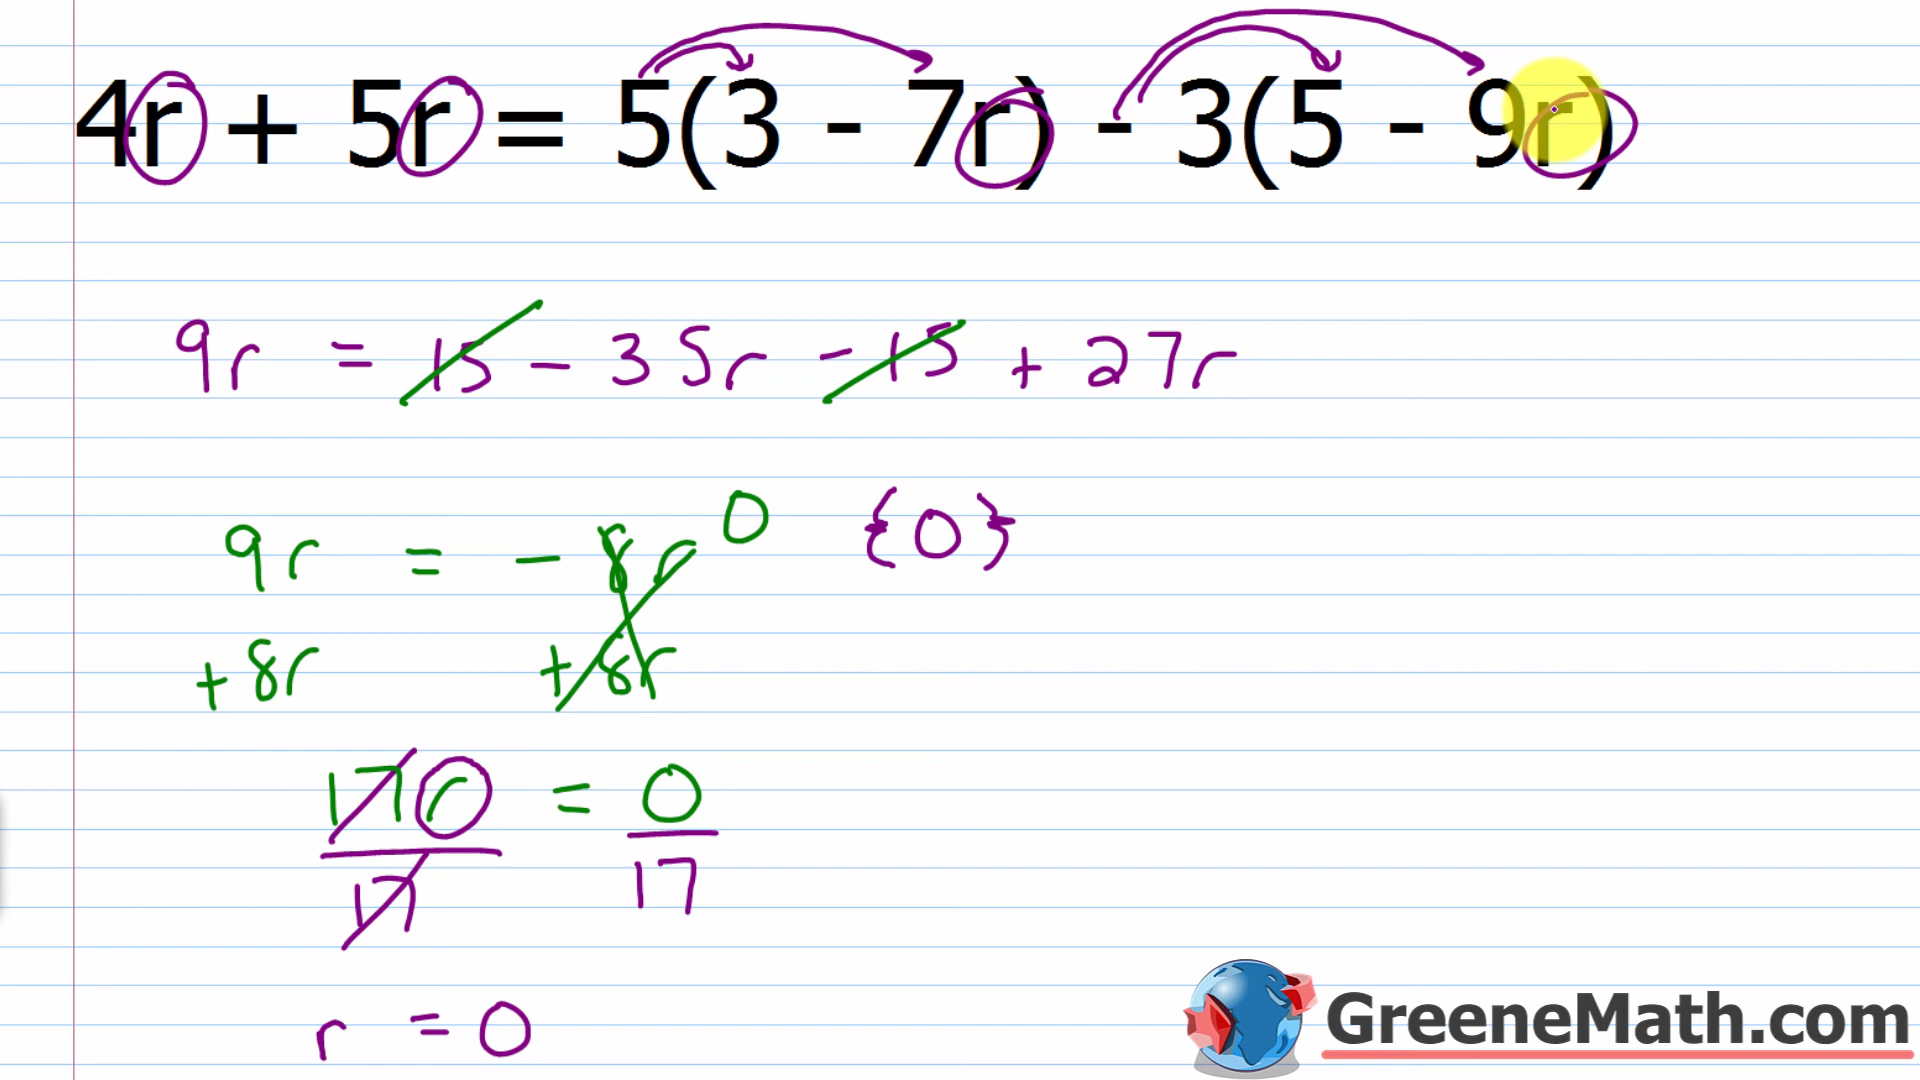 4r + 5r = 5(3 - 7r) - 3(5 - 9r)
9r = 15 - 35r - 15 + 27r
9r = - 8r 0 {0}
+8r +8r
17r = 0
17 17
r = 0
GreeneMath.com